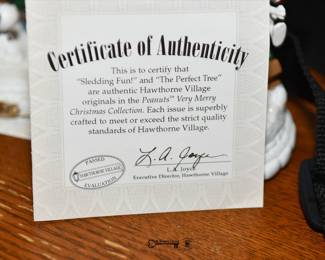 Certificate of Authenticity
This is to certify that
"Sledding Fun!" and "The Perfect Tree"
are authentic Hawthorne Village
originals in the Peanuts™ Very Merry
Christmas Collection. Each issue is superbly
crafted to meet or exceed the strict quality
standards of Hawthorne Village.
PASSED
HAWTHORNE VILLAGE
EVALUATION
L. A. Joyce
L.A. Joyce
Executive Director, Hawthorne Village